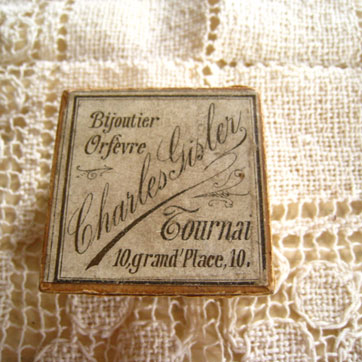 Bijoutier
Orfèvre
Charles Gisler
Tournai
10, grand'Place, 10.